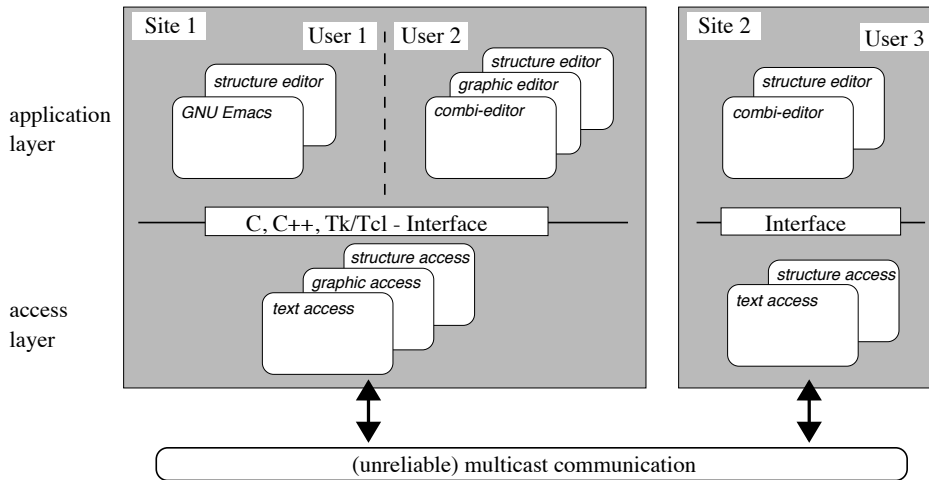 Site 1
User 1
User 2
structure editor
GNU Emacs
structure editor
graphic editor
combi-editor
Site 2
User 3
structure editor
combi-editor
application
layer
C, C++, Tk/Tcl - Interface
Interface
structure access
graphic access
text access
structure access
text access
access
layer
(unreliable) multicast communication